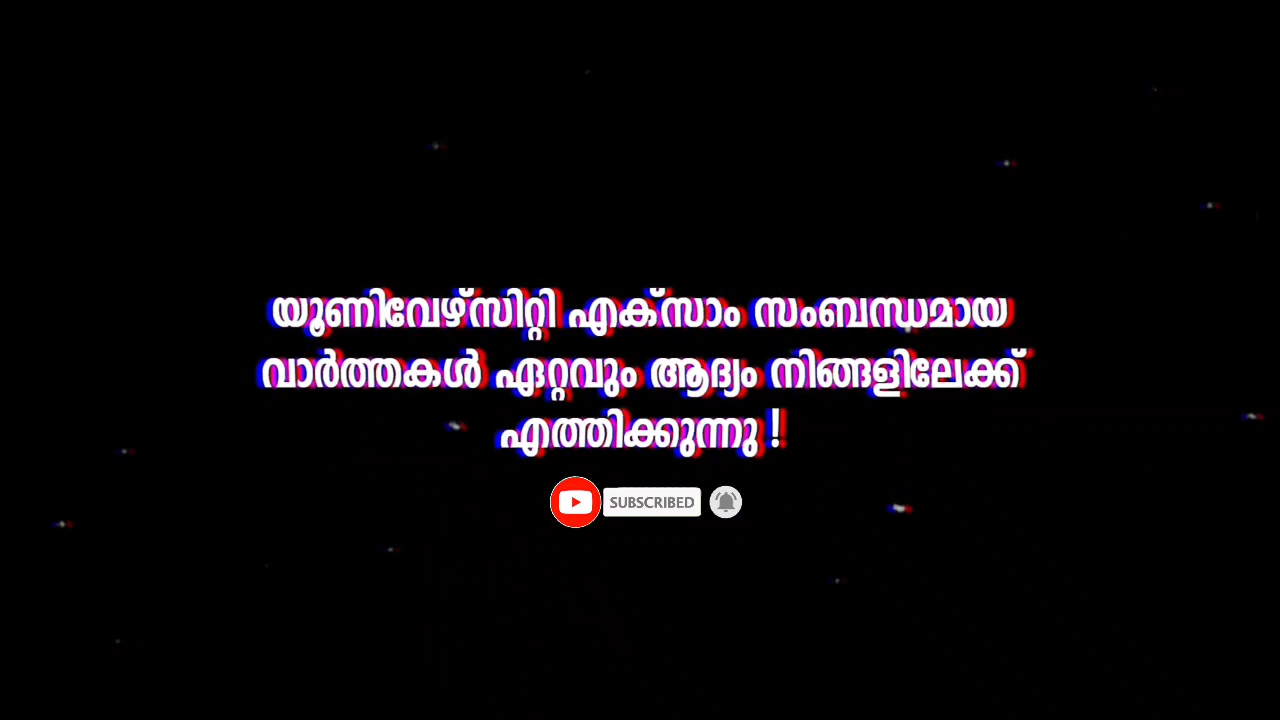 യൂണിവേഴ്സിറ്റി എക്സാം സംബന്ധമായ
വാർത്തകൾ ഏറ്റവും ആദ്യം നിങ്ങളിലേക്ക്
എത്തിക്കുന്നു !
SUBSCRIBED